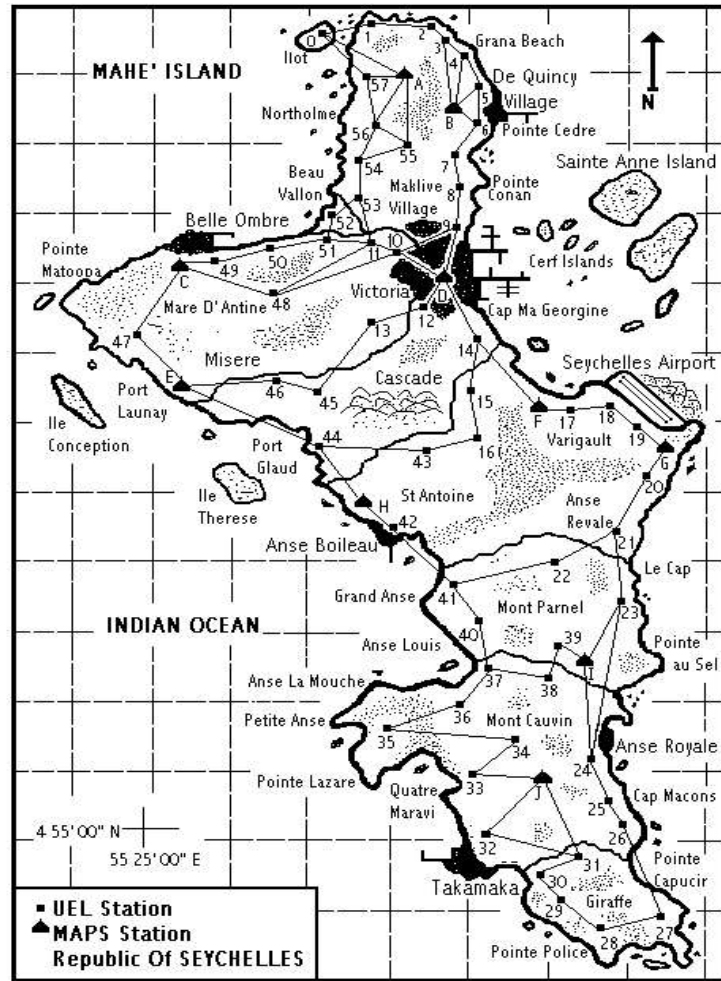 MAHE' ISLAND
Ilot
Grana Beach
De Quincy
Village
Pointe Cedre
N
Northolme
Beau
Vallon
Maklive
Village
Pointe
Conan
Sainte Anne Island
Cerf Islands
Belle Ombre
Pointe
Matoopa
Mare D'Antine
Victoria
Cap Ma Georgine
Misere
Cascade
Seychelles Airport
Port
Launay
Ile
Conception
Port
Glaud
Varigault
Ile
Therese
St Antoine
Anse
Revale
Anse Boileau
Le Cap
Grand Anse
Mont Parnel
INDIAN OCEAN
Anse Louis
Pointe
au Sel
Anse La Mouche
Petite Anse
Mont Cauvin
Anse Royale
Pointe Lazare
Quatre
Maravi
Cap Macons
4 55'00" N
55 25'00" E
Takamaka
Pointe
Capucir
Giraffe
Pointe Police
0
1
2
3
4
5
6
7
8
9
10
11
12
13
14
15
16
17
18
19
20
21
22
23
24
25
26
27
28
29
30
31
32
33
34
35
36
37
38
39
40
41
42
43
44
45
46
47
48
49
50
51
52
53
54
55
56
57
A
B
C
D
E
F
G
H
I
J
UEL Station
MAPS Station
Republic Of SEYCHELLES